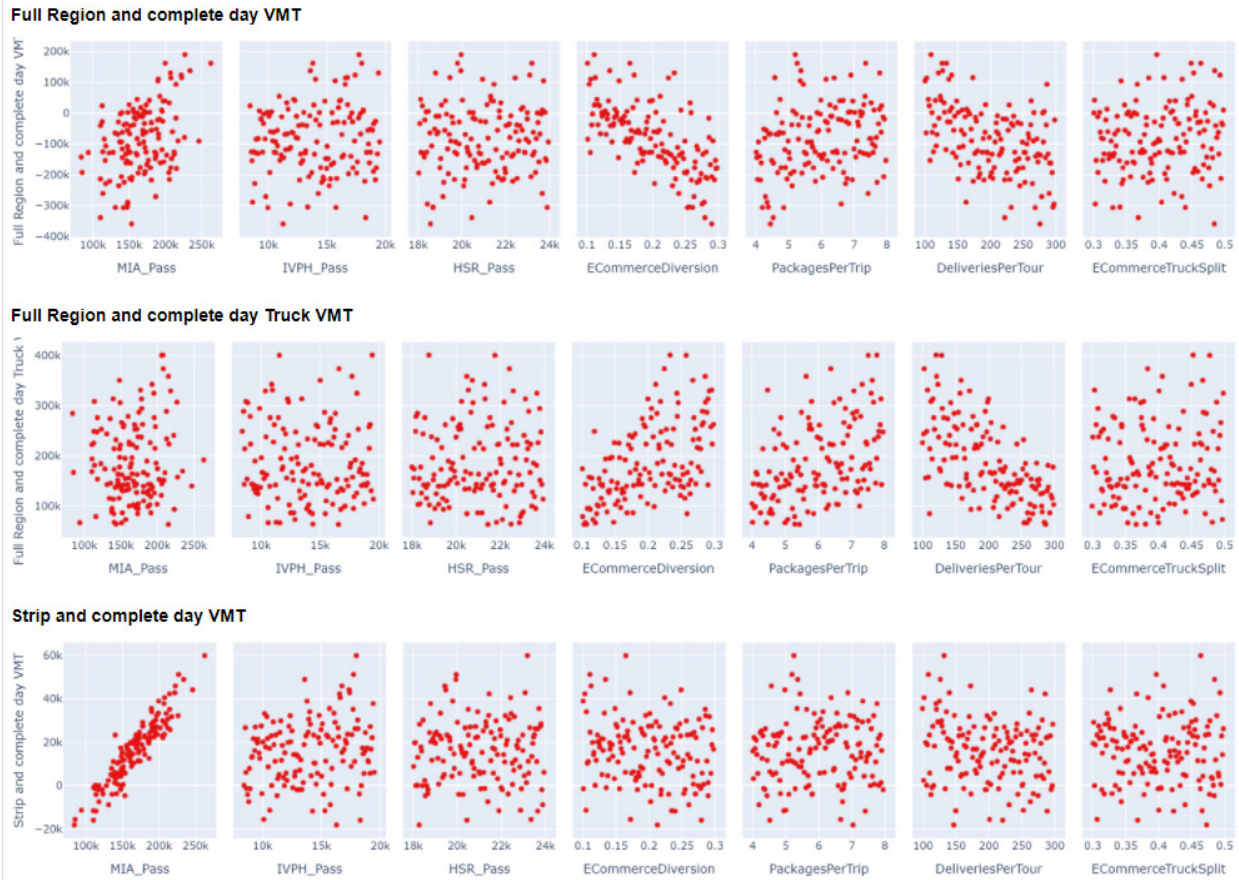 Full Region and complete day VMT
Full Region and complete day VM
200k
100k
0
−100k
−200k
−300k
−400k
100k 150k 200k 250k
10k 15k 20k
18k 20k 22k 24k
0.1 0.15 0.2 0.25 0.3
4 5 6 7 8
100 150 200 250 300
0.3 0.35 0.4 0.45 0.5
MIA_Pass IVPH_Pass HSR_Pass ECommerceDiversion PackagesPerTrip DeliveriesPerTour ECommerceTruckSplit
Full Region and complete day Truck VMT
Full Region and complete day Truck
400k
300k
200k
100k
100k 150k 200k 250k
10k 15k 20k
18k 20k 22k 24k
0.1 0.15 0.2 0.25 0.3
4 5 6 7 8
100 150 200 250 300
0.3 0.35 0.4 0.45 0.5
MIA_Pass IVPH_Pass HSR_Pass ECommerceDiversion PackagesPerTrip DeliveriesPerTour ECommerceTruckSplit
Strip and complete day VMT
Strip and complete day VMT
60k
40k
20k
0
−20k
100k 150k 200k 250k
10k 15k 20k
18k 20k 22k 24k
0.1 0.15 0.2 0.25 0.3
4 5 6 7 8
100 150 200 250 300
0.3 0.35 0.4 0.45 0.5
MIA_Pass IVPH_Pass HSR_Pass ECommerceDiversion PackagesPerTrip DeliveriesPerTour ECommerceTruckSplit